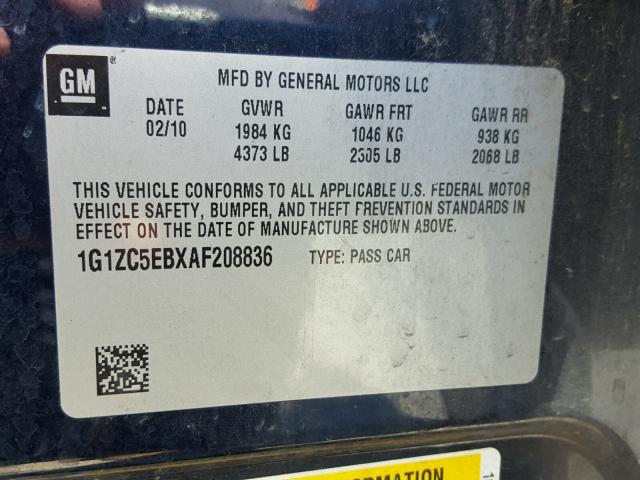 GM ®
MFD BY GENERAL MOTORS LLC
DATE GVWR GAWR FRT GAWR RR
02/10 1984 KG 1046 KG 938 KG
4373 LB 2305 LB 2068 LB
THIS VEHICLE CONFORMS TO ALL APPLICABLE U.S. FEDERAL MOTOR
VEHICLE SAFETY, BUMPER, AND THEFT PREVENTION STANDARDS IN
EFFECT ON THE DATE OF MANUFACTURE SHOWN ABOVE.
1G1ZC5EBXAF208836 TYPE: PASS CAR